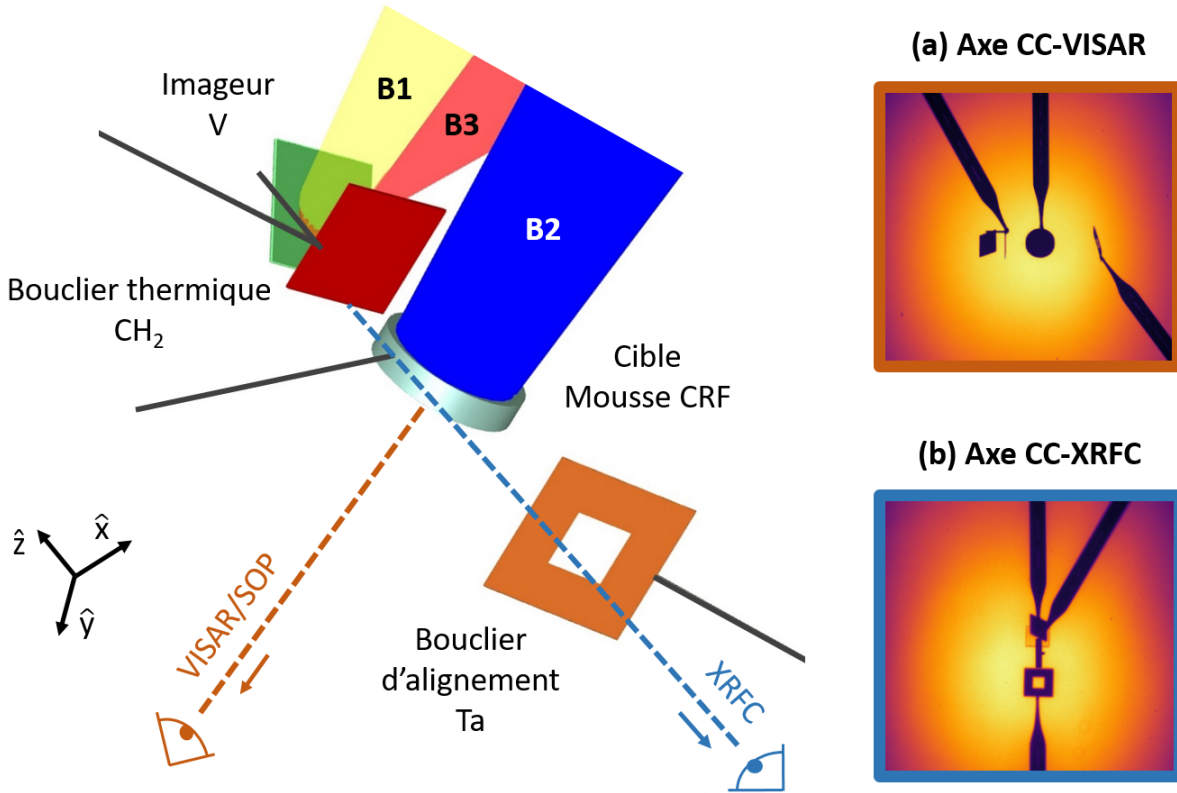 Imageur
V
B1
B3
B2
Bouclier thermique
CH₂
Cible
Mousse CRF
ẑ
x̂
ŷ
VISAR/SOP
Bouclier
d'alignement
Ta
XRFC
(a) Axe CC-VISAR
(b) Axe CC-XRFC